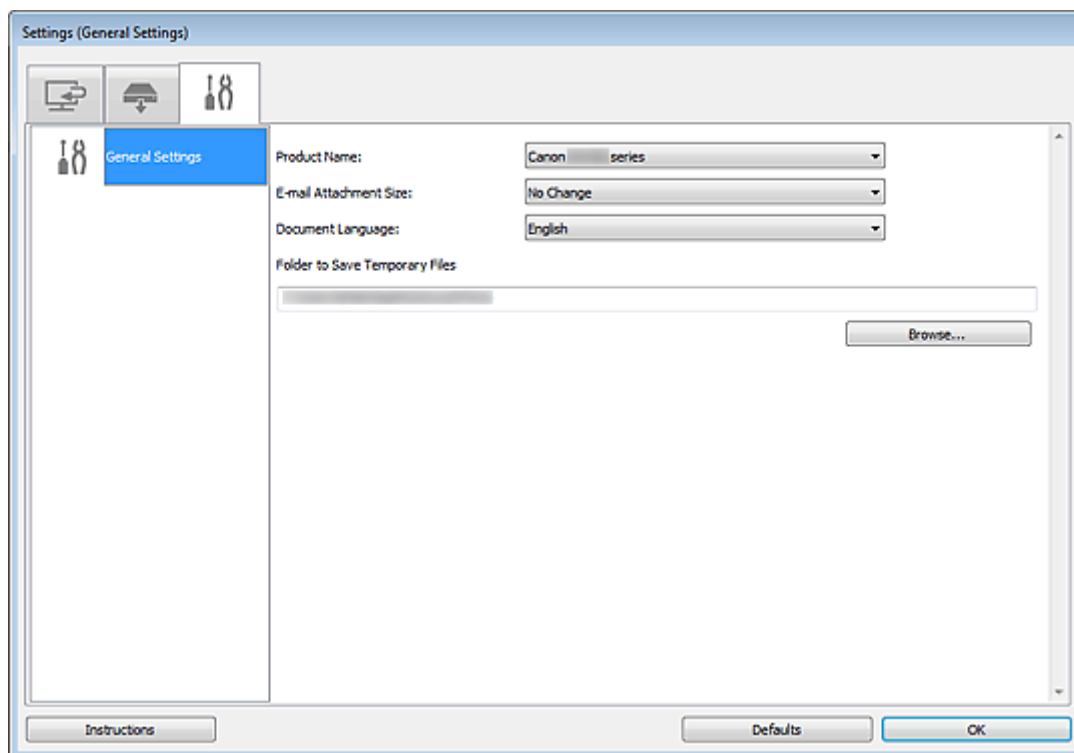 Settings (General Settings)
General Settings
Product Name:
Canon series
E-mail Attachment Size:
No Change
Document Language:
English
Folder to Save Temporary Files
Browse...
Instructions
Defaults
OK